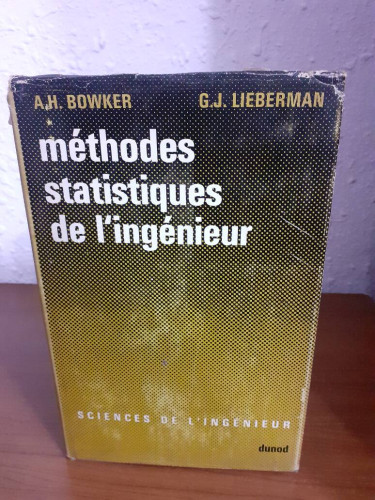 A.H. BOWKER G.J. LIEBERMAN
méthodes
statistiques
de l'ingénieur
SCIENCES DE L'INGÉNIEUR
dunod